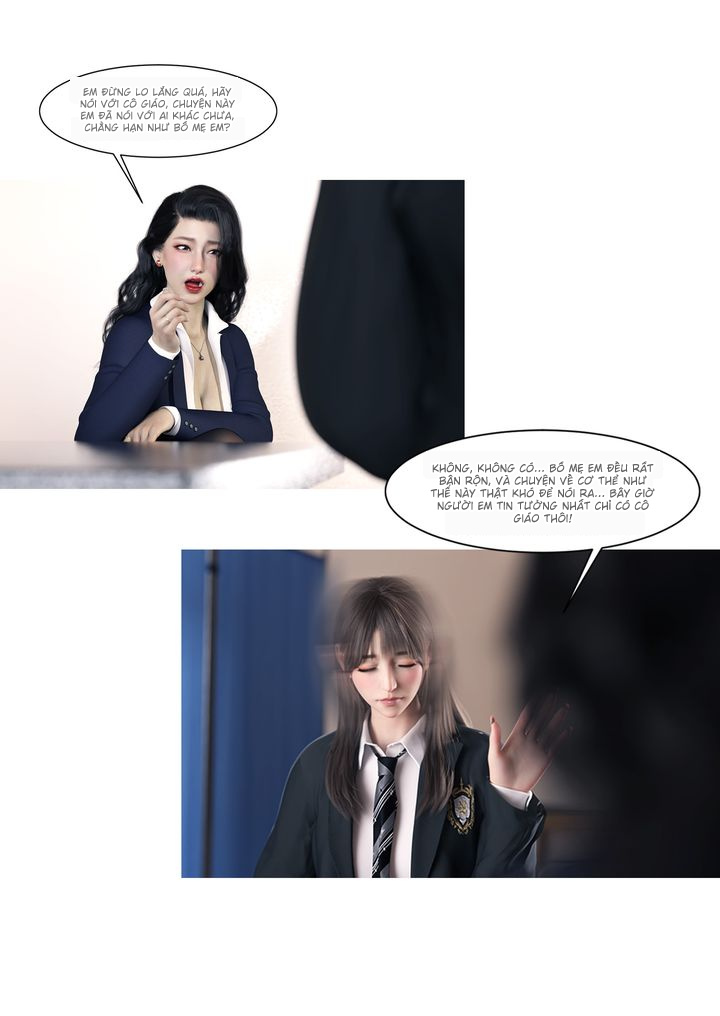 EM ĐỪNG LO LẮNG QUÁ, HÃY
NÓI VỚI CÔ GIÁO, CHUYỆN NÀY
EM ĐÃ NÓI VỚI AI KHÁC CHƯA,
CHẲNG HẠN NHƯ BỐ MẸ EM?
KHÔNG, KHÔNG CÓ... BỐ MẸ EM ĐỀU RẤT
BẬN RỘN, VÀ CHUYỆN VỀ CƠ THỂ NHƯ
THẾ NÀY THẬT KHÓ ĐỂ NÓI RA... BÂY GIỜ
NGƯỜI EM TIN TƯỞNG NHẤT CHỈ CÓ CÔ
GIÁO THÔI!